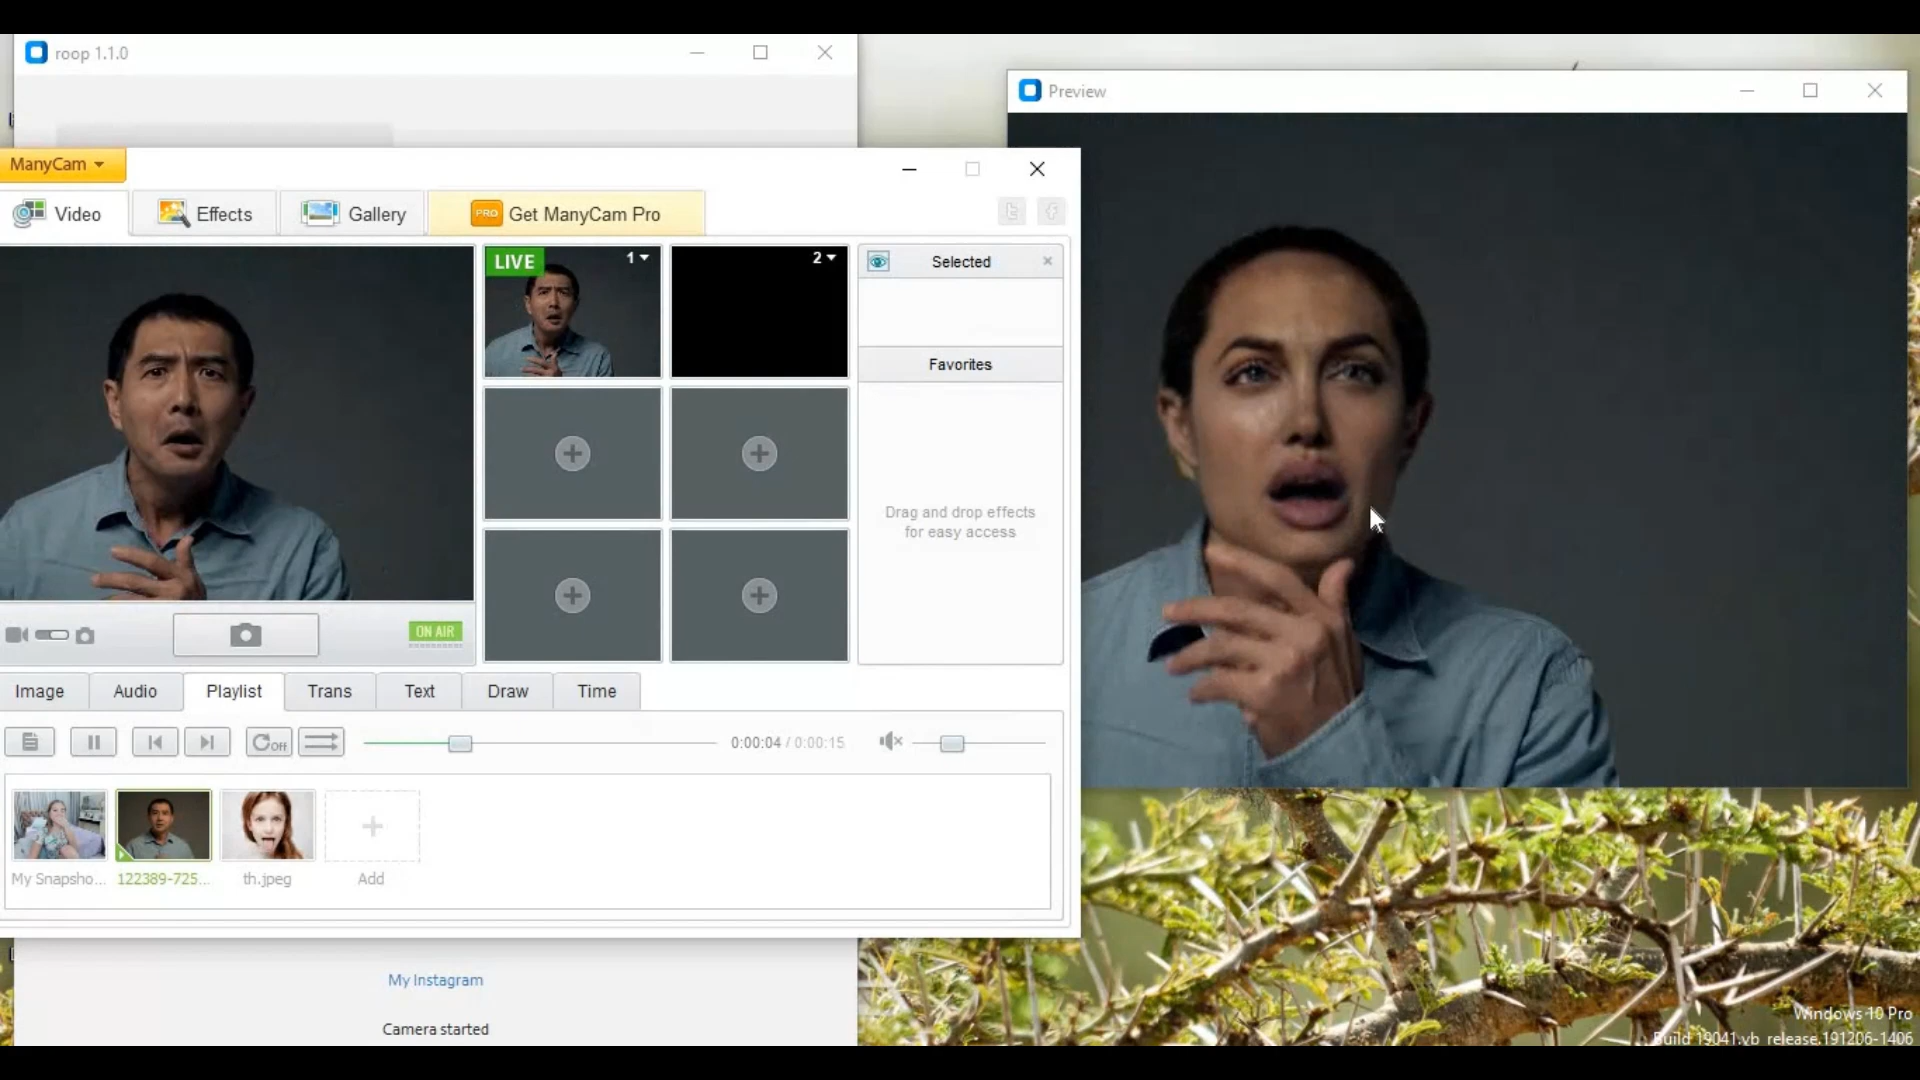 roop 1.1.0
Preview
ManyCam
Video
Effects
Gallery
PRO
Get ManyCam Pro
LIVE
1
2
Selected
Favorites
Drag and drop effects
for easy access
ON AIR
Image
Audio
Playlist
Trans
Text
Draw
Time
Off
0:00:04 / 0:00:15
My Snapsho...
122389-725...
th.jpeg
Add
My Instagram
Camera started
Windows 10 Pro
Build 19041.vb_release.191206-1406